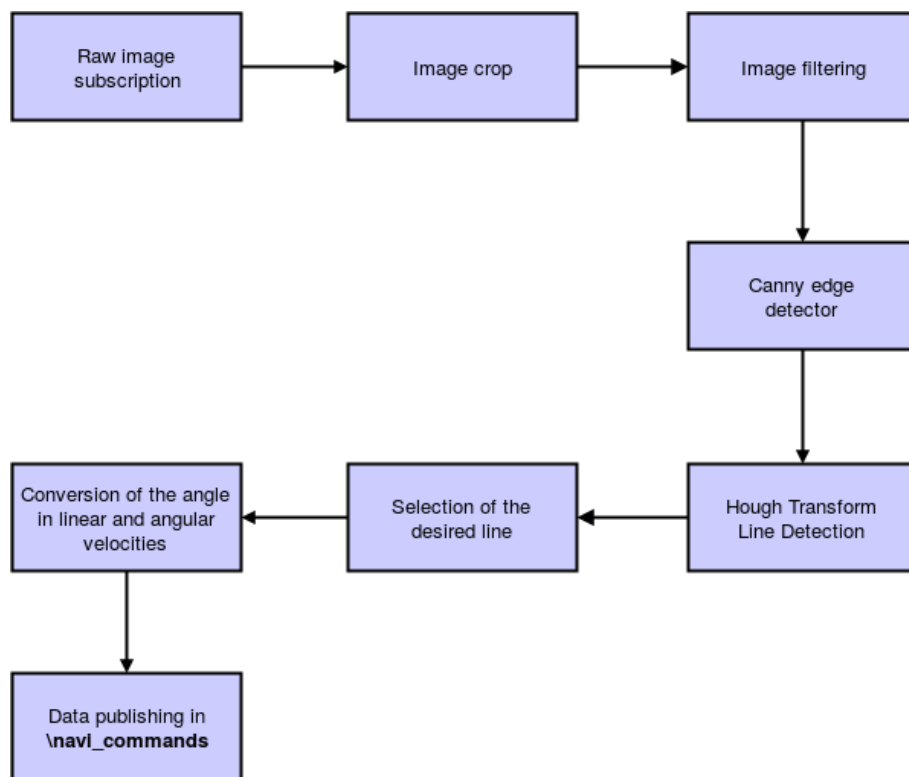 Raw image
subscription
Image crop
Image filtering
Canny edge
detector
Hough Transform
Line Detection
Selection of the
desired line
Conversion of the angle
in linear and angular
velocities
Data publishing in
\navi_commands